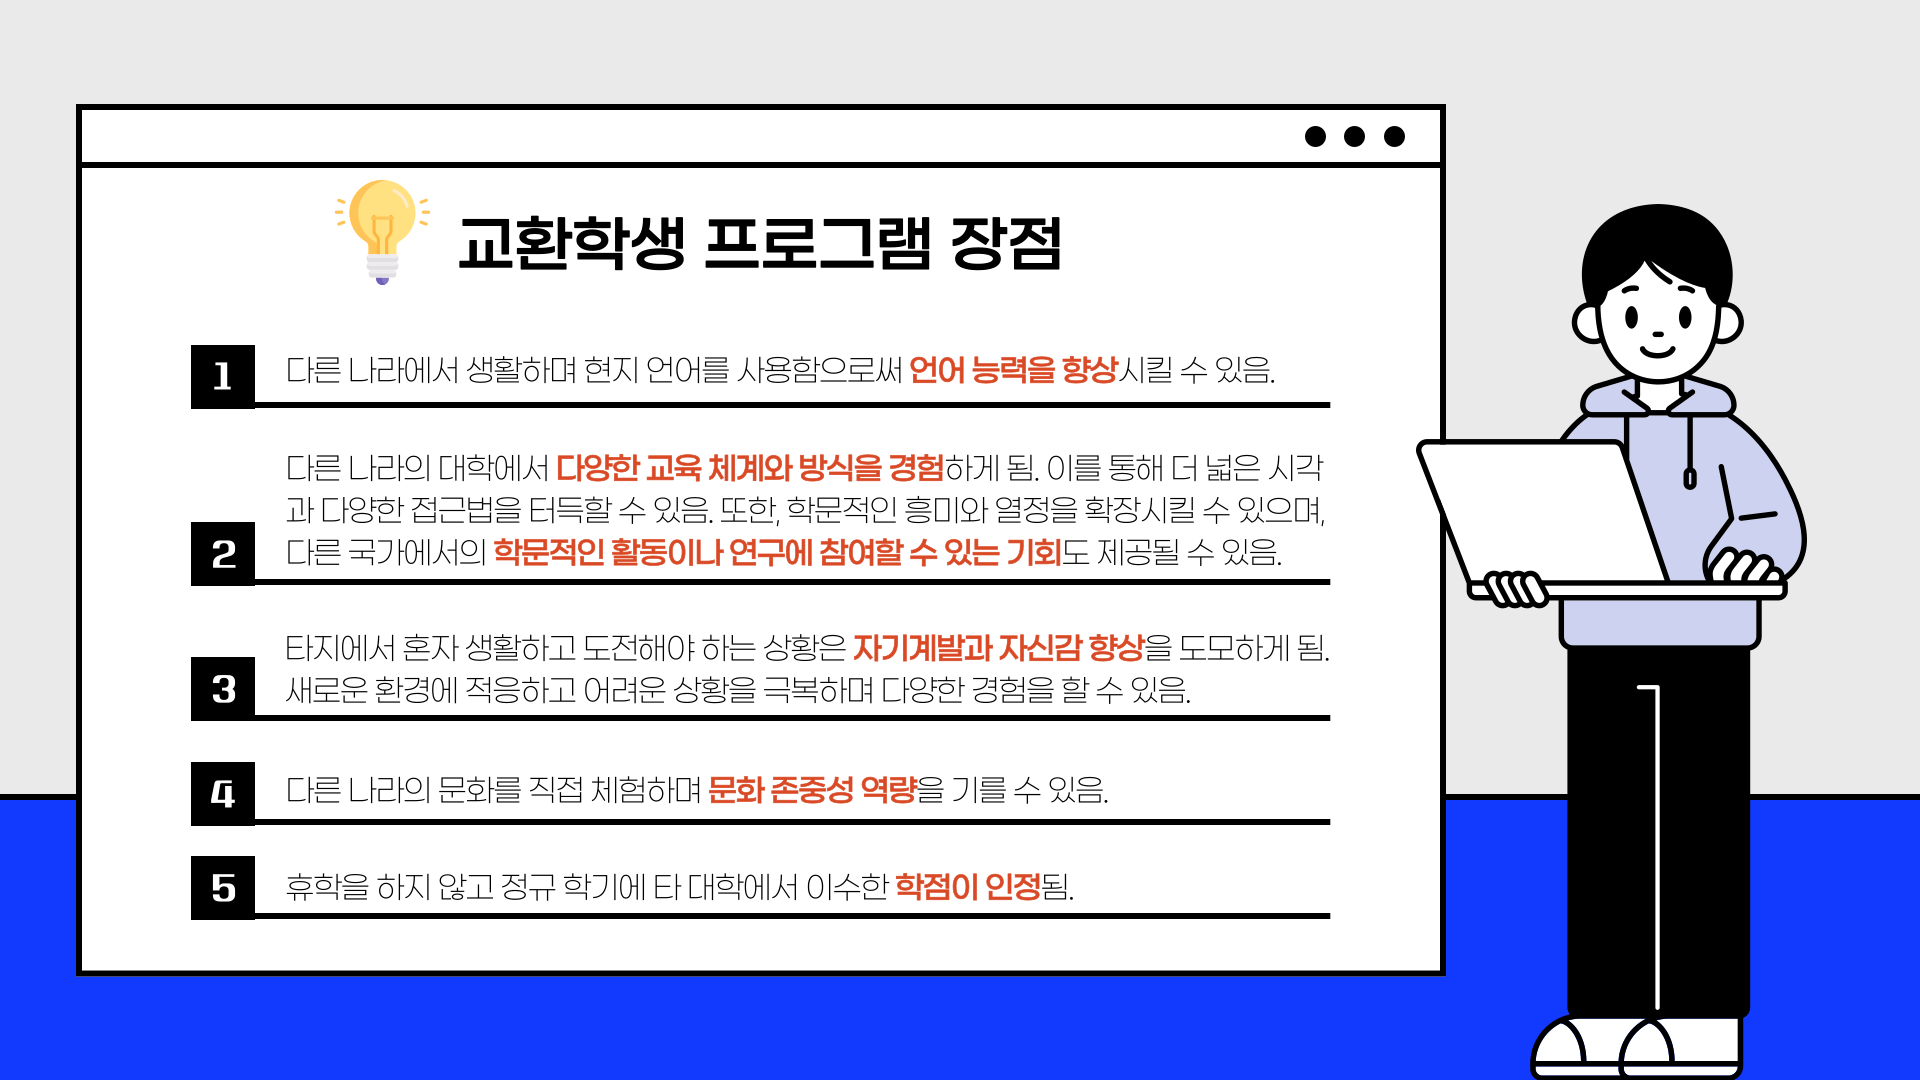 교환학생 프로그램 장점
1
다른 나라에서 생활하며 현지 언어를 사용함으로써 언어 능력을 향상시킬 수 있음.
다른 나라의 대학에서 다양한 교육 체계와 방식을 경험하게 됨. 이를 통해 더 넓은 시각
과 다양한 접근법을 터득할 수 있음. 또한, 학문적인 흥미와 열정을 확장시킬 수 있으며,
2
다른 국가에서의 학문적인 활동이나 연구에 참여할 수 있는 기회도 제공될 수 있음.
타지에서 혼자 생활하고 도전해야 하는 상황은 자기계발과 자신감 향상을 도모하게 됨.
3
새로운 환경에 적응하고 어려운 상황을 극복하며 다양한 경험을 할 수 있음.
4
다른 나라의 문화를 직접 체험하며 문화 존중성 역량을 기를 수 있음.
5
휴학을 하지 않고 정규 학기에 타 대학에서 이수한 학점이 인정됨.